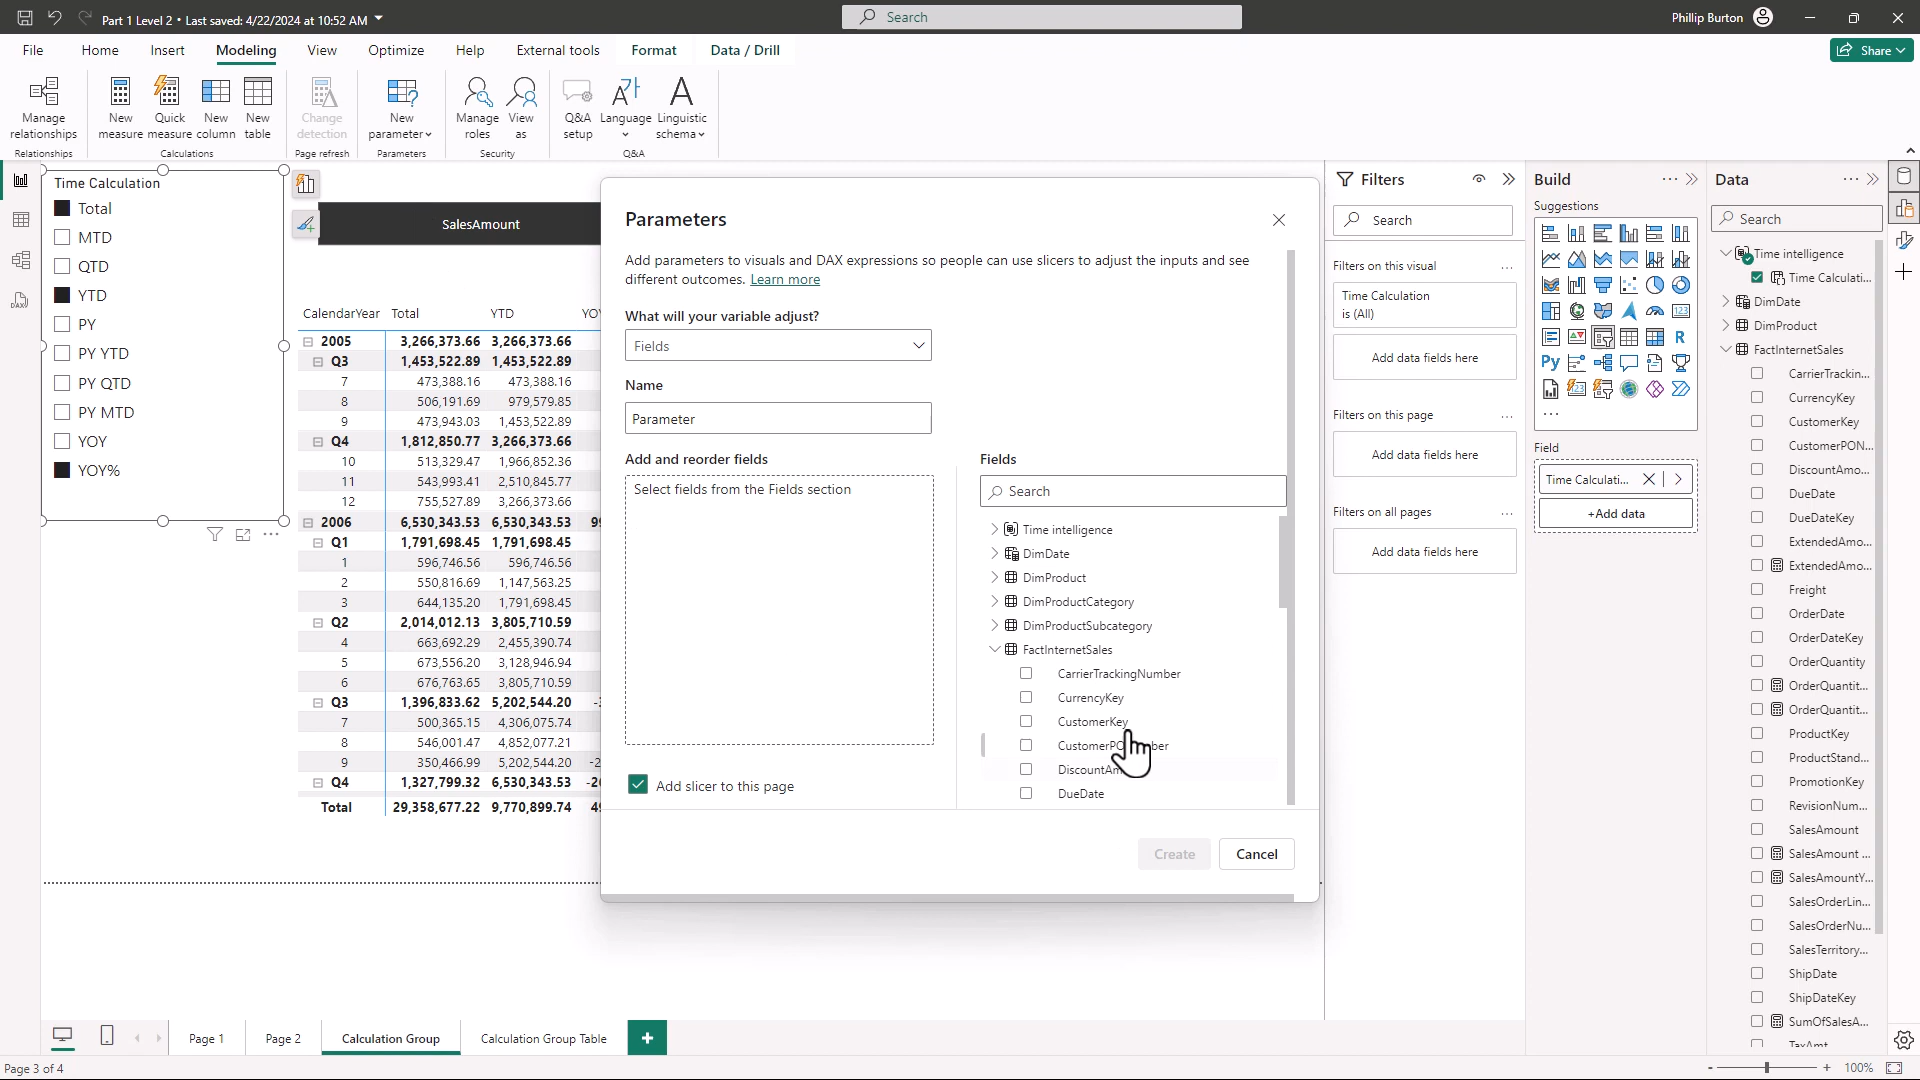 Part 1 Level 2 • Last saved: 4/22/2024 at 10:52 AM
Search
Phillip Burton
File Home Insert Modeling View Optimize Help External tools Format Data / Drill
Share
Manage relationships
New measure
Quick measure
New column
New table
Change detection
New parameter
Manage roles
View as
Q&A setup
Language
Linguistic schema
Relationships
Calculations
Page refresh
Parameters
Security
Q&A
Time Calculation
Total
MTD
QTD
YTD
PY
PY YTD
PY QTD
PY MTD
YOY
YOY%
SalesAmount
CalendarYear Total YTD
2005 3,266,373.66 3,266,373.66
Q3 1,453,522.89 1,453,522.89
7 473,388.16 473,388.16
8 506,191.69 979,579.85
9 473,943.03 1,453,522.89
Q4 1,812,850.77 3,266,373.66
10 513,329.47 1,966,852.36
11 543,993.41 2,510,845.77
12 755,527.89 3,266,373.66
2006 6,530,343.53 6,530,343.53
Q1 1,791,698.45 1,791,698.45
1 596,746.56 596,746.56
2 550,816.69 1,147,563.25
3 644,135.20 1,791,698.45
Q2 2,014,012.13 3,805,710.59
4 663,692.29 2,455,390.74
5 673,556.20 3,128,946.94
6 676,763.65 3,805,710.59
Q3 1,396,833.62 5,202,544.20
7 500,365.15 4,306,075.74
8 546,001.47 4,852,077.21
9 350,466.99 5,202,544.20
Q4 1,327,799.32 6,530,343.53
Total 29,358,677.22 9,770,899.74
Parameters
Add parameters to visuals and DAX expressions so people can use slicers to adjust the inputs and see
different outcomes. Learn more
What will your variable adjust?
Fields
Name
Parameter
Add and reorder fields
Select fields from the Fields section
Add slicer to this page
Fields
Search
Time intelligence
DimDate
DimProduct
DimProductCategory
DimProductSubcategory
FactInternetSales
CarrierTrackingNumber
CurrencyKey
CustomerKey
DueDate
Create
Cancel
Filters
Search
Filters on this visual ...
Time Calculation
is (All)
Add data fields here
Filters on this page ...
Add data fields here
Filters on all pages ...
Add data fields here
Build
Suggestions
R
Py
...
Field
Time Calculati...
+Add data
Data
Search
Time intelligence
Time Calculati...
DimDate
DimProduct
FactInternetSales
CarrierTrackin...
CurrencyKey
CustomerKey
CustomerPON...
DiscountAmo...
DueDate
DueDateKey
ExtendedAmo...
ExtendedAmo...
Freight
OrderDate
OrderDateKey
OrderQuantity
OrderQuantit...
OrderQuantit...
ProductKey
ProductStand...
PromotionKey
RevisionNum...
SalesAmount
SalesAmount ...
SalesAmountY...
SalesOrderLin...
SalesOrderNu...
SalesTerritory...
ShipDate
ShipDateKey
SumOfSalesA...
TaxAmt
Page 1 Page 2 Calculation Group Calculation Group Table +
Page 3 of 4
- + 100%